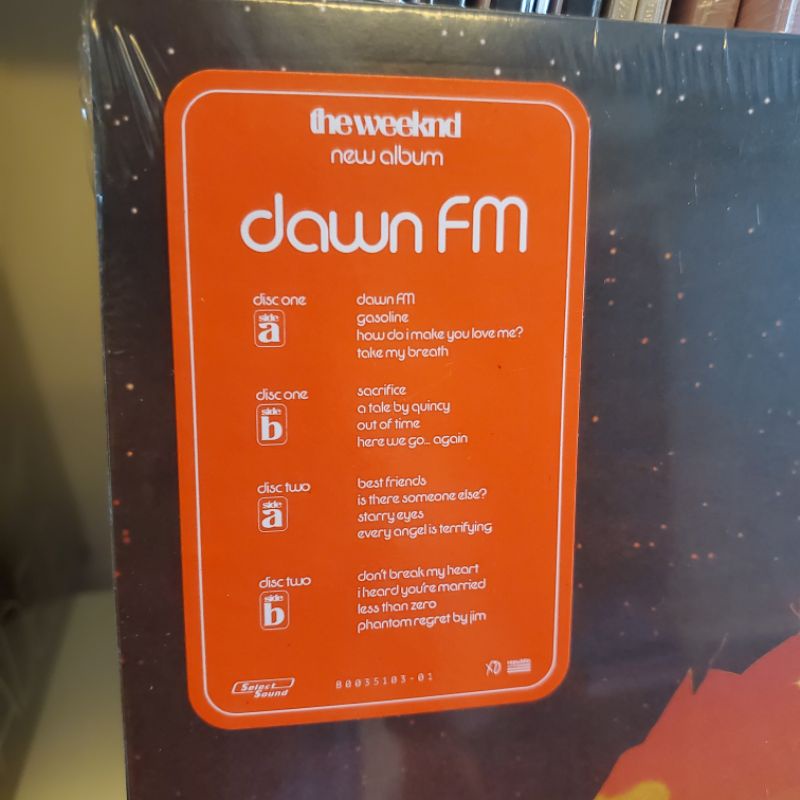 the weeknd
new album
dawn FM
disc one
side
a
dawn FM
gasoline
how do i make you love me?
take my breath
disc one
side
b
sacrifice
a tale by quincy
out of time
here we go... again
disc two
side
a
best friends
is there someone else?
starry eyes
every angel is terrifying
disc two
side
b
don't break my heart
i heard you're married
less than zero
phantom regret by jim
Select
Sound
B0035103-01
XO
REPUBLIC